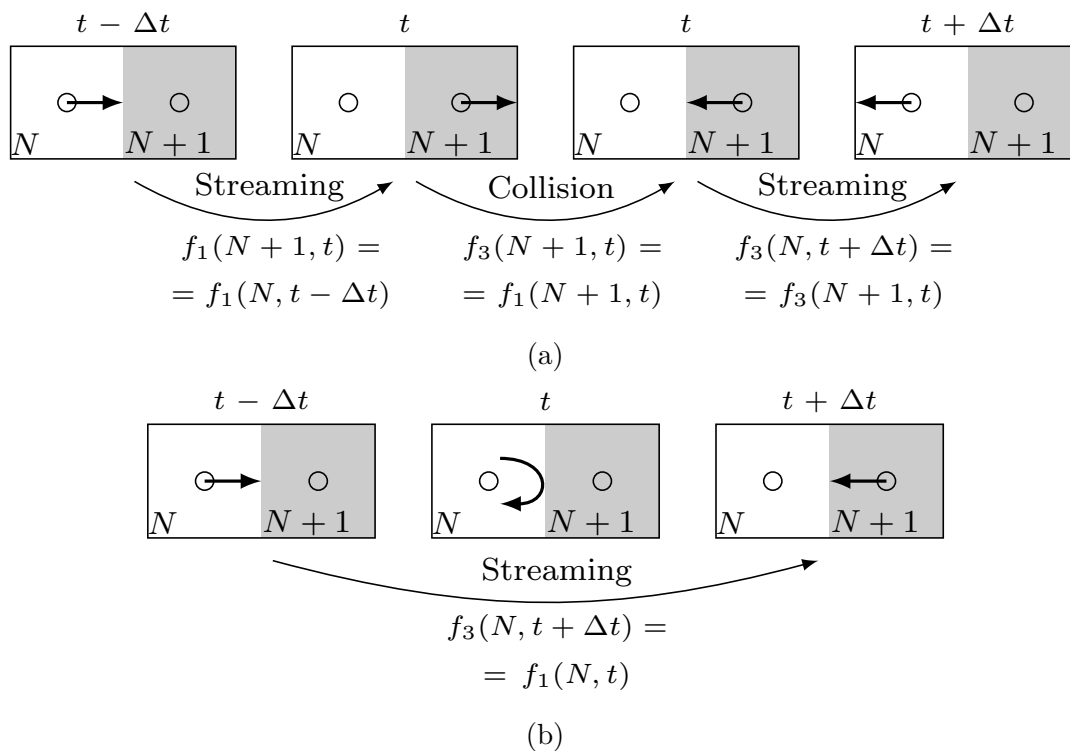 t − Δt t t t + Δt
N N + 1 N N + 1 N N + 1 N N + 1
Streaming Collision Streaming
f₁(N + 1, t) = f₃(N + 1, t) = f₃(N, t + Δt) =
= f₁(N, t − Δt) = f₁(N + 1, t) = f₃(N + 1, t)
(a)
t − Δt t t + Δt
N N + 1 N N + 1 N N + 1
Streaming
f₃(N, t + Δt) =
= f₁(N, t)
(b)